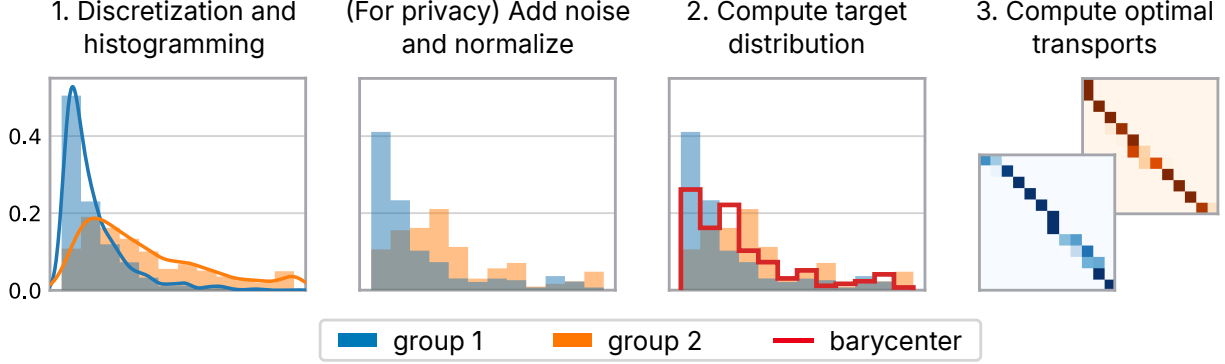 1. Discretization and
histogramming
(For privacy) Add noise
and normalize
2. Compute target
distribution
3. Compute optimal
transports
0.4
0.2
0.0
group 1
group 2
barycenter